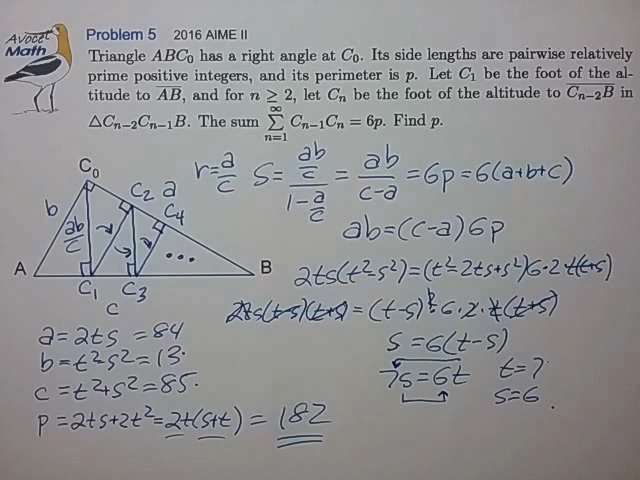 Avocet
Math
Problem 5 2016 AIME II
Triangle ABC₀ has a right angle at C₀. Its side lengths are pairwise relatively
prime positive integers, and its perimeter is p. Let C₁ be the foot of the al-
titude to AB, and for n ≥ 2, let Cₙ be the foot of the altitude to Cₙ₋₂B in
△Cₙ₋₂Cₙ₋₁B. The sum ∑_{n=1}^{∞} Cₙ₋₁Cₙ = 6p. Find p.
C₀
C₂ a
C₄
b
ab/c
...
A
B
C₁ C₃
c
r=a/c S=(ab/c)/(1-a/c)=ab/(c-a)=6p=6(a+b+c)
ab=(c-a)6p
2ts(t²-s²)=(t²-2ts+s²)6·2·t(t+s)
2ts(t-s)(t+s)=(t-s)²·6·2·t(t+s)
s=6(t-s)
7s=6t t=7
s=6.
a=2ts=84
b=t²-s²=13.
c=t²+s²=85.
p=2ts+2t²=2t(s+t)=182